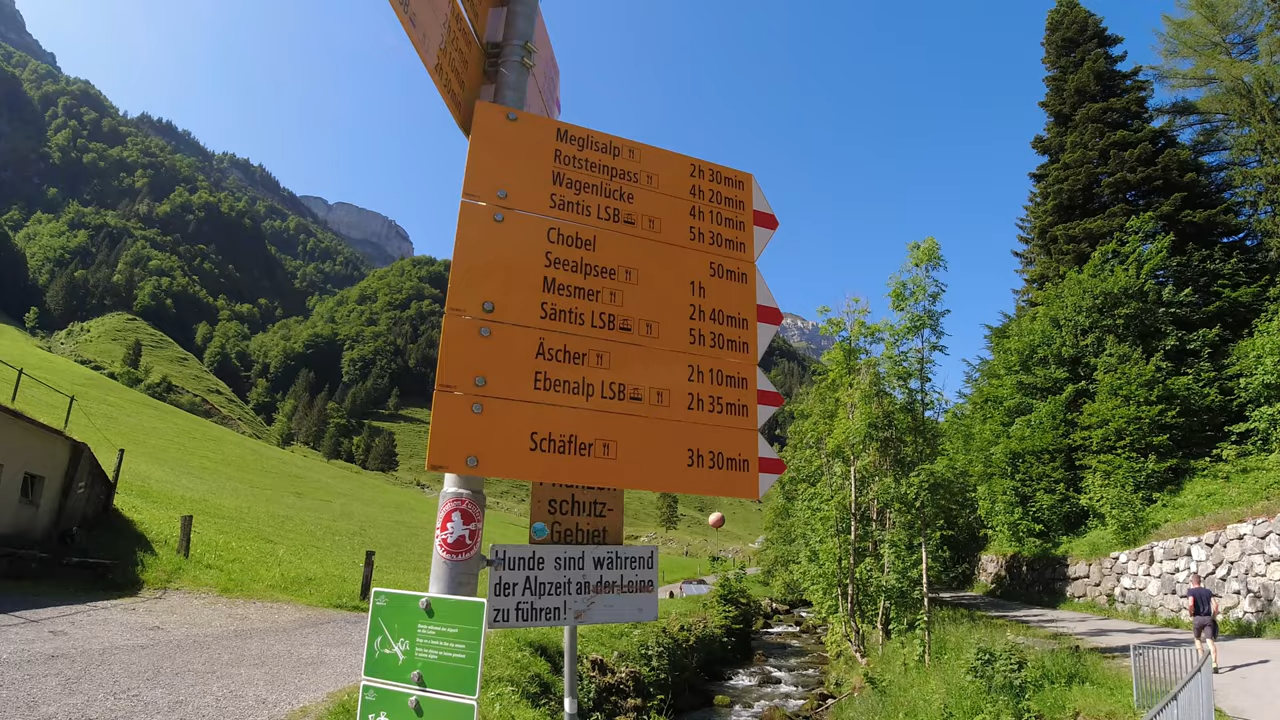 Meglisalp 2h 30min
Rotsteinpass 4h 20min
Wagenlücke 4h 10min
Säntis LSB 5h 30min
Chobel 50min
Seealpsee 1h
Mesmer 2h 40min
Säntis LSB 5h 30min
Äscher 2h 10min
Ebenalp LSB 2h 35min
Schäfler 3h 30min
schutz-
Gebiet
Hunde sind während
der Alpzeit an der Leine
zu führen!